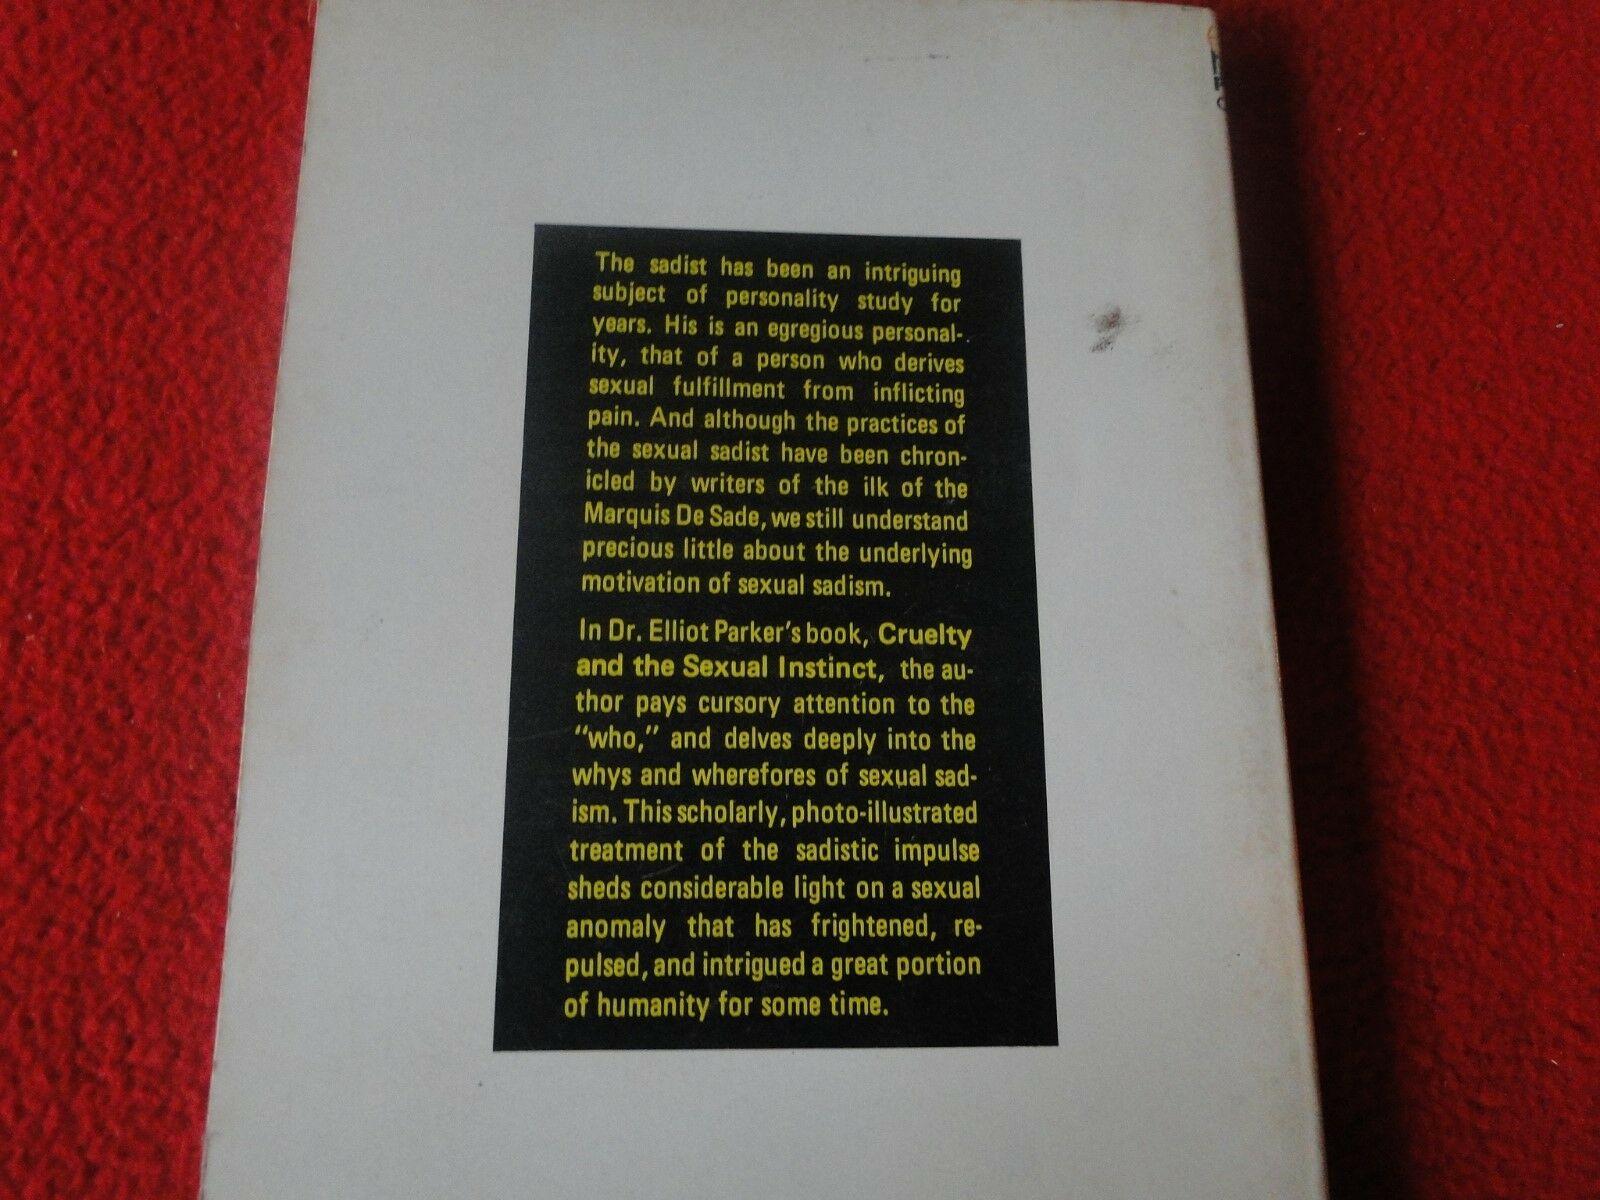 The sadist has been an intriguing
subject of personality study for
years. His is an egregious personal-
ity, that of a person who derives
sexual fulfillment from inflicting
pain. And although the practices of
the sexual sadist have been chron-
icled by writers of the ilk of the
Marquis De Sade, we still understand
precious little about the underlying
motivation of sexual sadism.
In Dr. Elliot Parker's book, Cruelty
and the Sexual Instinct, the au-
thor pays cursory attention to the
"who," and delves deeply into the
whys and wherefores of sexual sad-
ism. This scholarly, photo-illustrated
treatment of the sadistic impulse
sheds considerable light on a sexual
anomaly that has frightened, re-
pulsed, and intrigued a great portion
of humanity for some time.